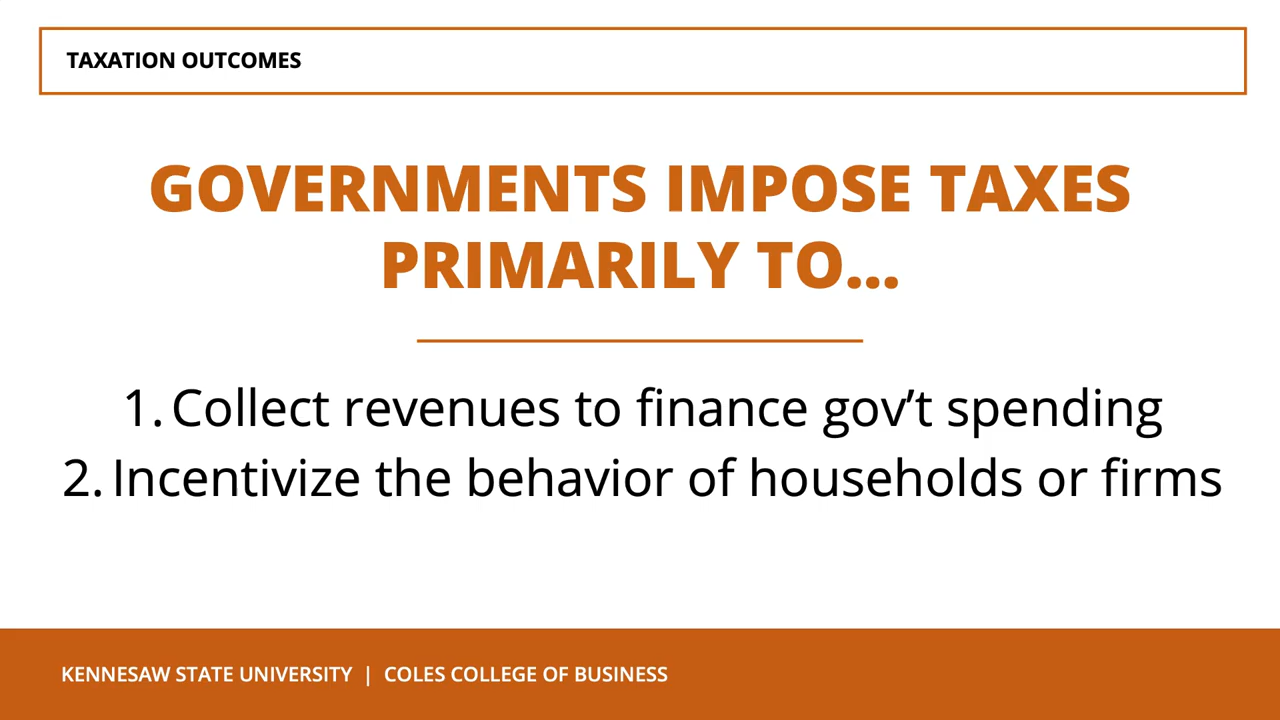 TAXATION OUTCOMES
GOVERNMENTS IMPOSE TAXES
PRIMARILY TO...
1. Collect revenues to finance gov’t spending
2. Incentivize the behavior of households or firms
KENNESAW STATE UNIVERSITY | COLES COLLEGE OF BUSINESS